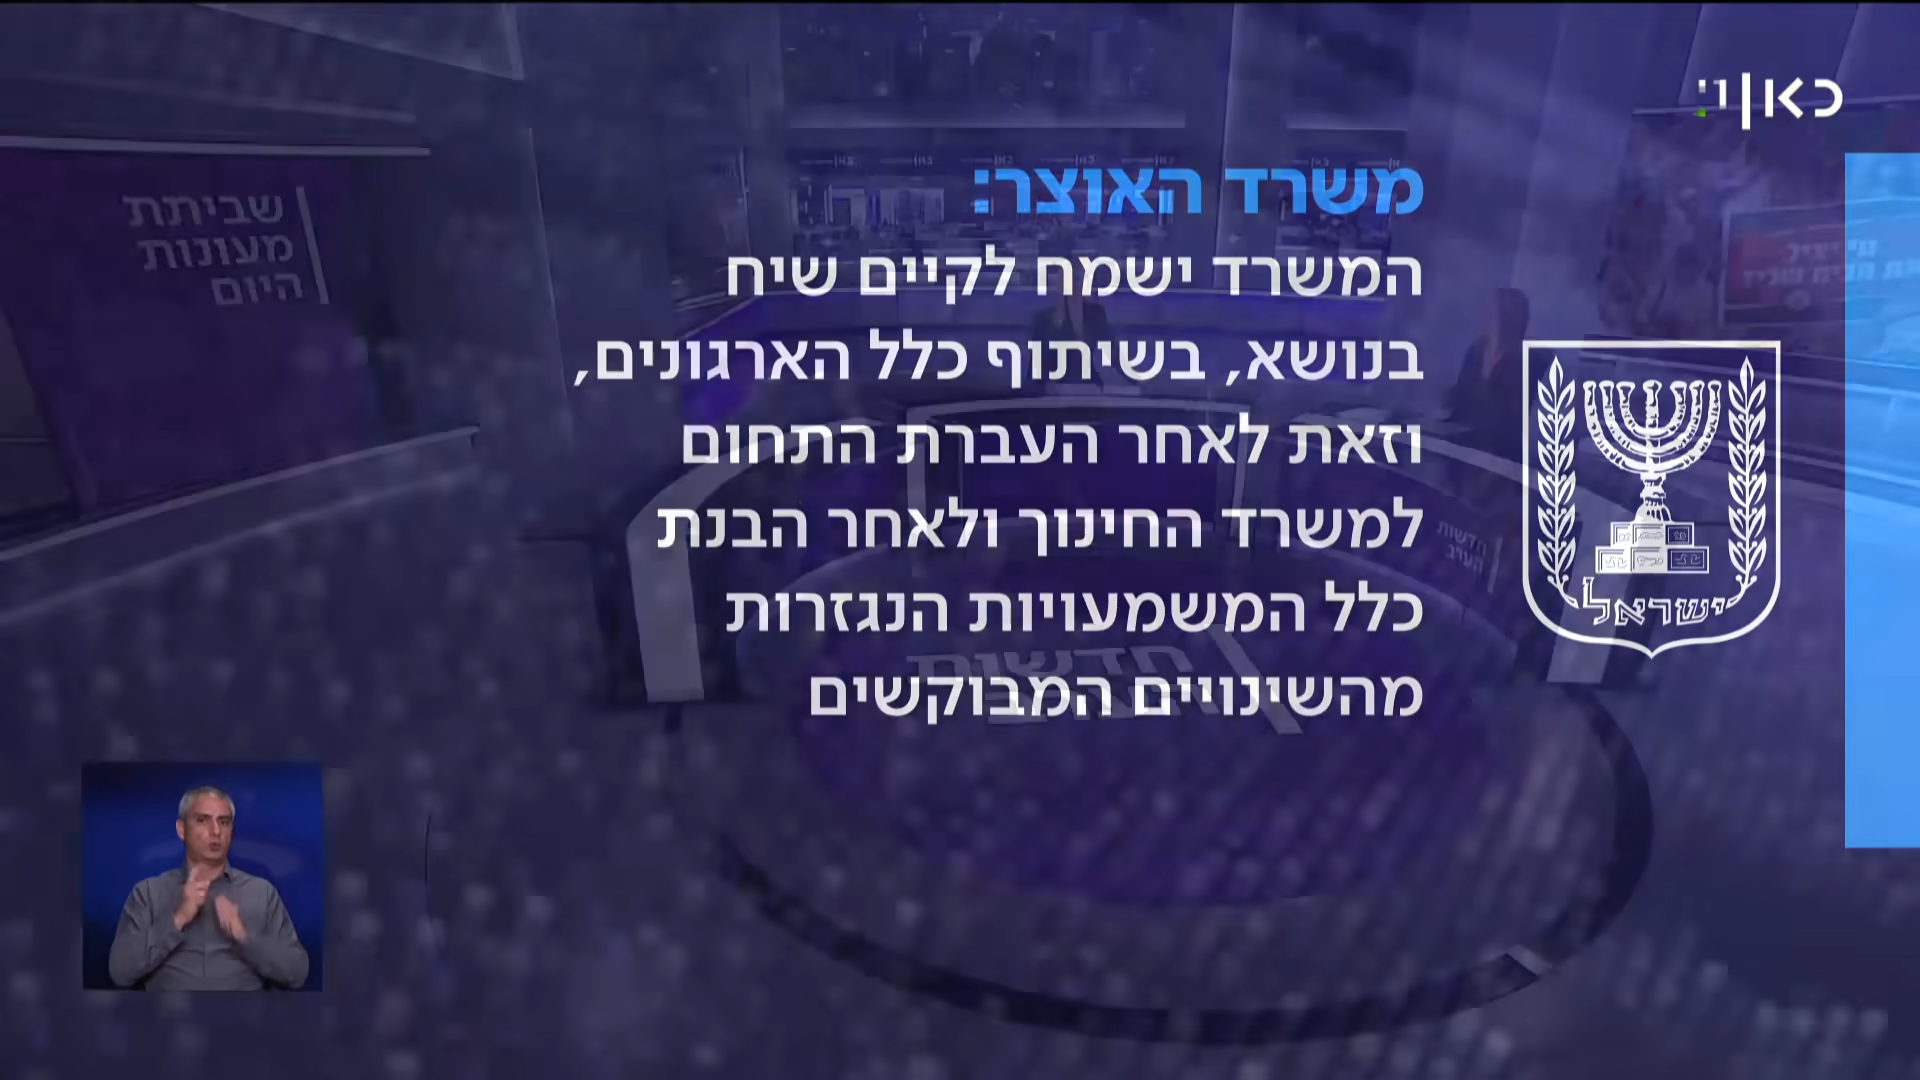 כאן|
משרד האוצר:
המשרד ישמח לקיים שיח
בנושא, בשיתוף כלל הארגונים,
וזאת לאחר העברת התחום
למשרד החינוך ולאחר הבנת
כלל המשמעויות הנגזרות
מהשינויים המבוקשים
ישראל
שביתת
מעונות
היום
חדשות
הערב
חדשות